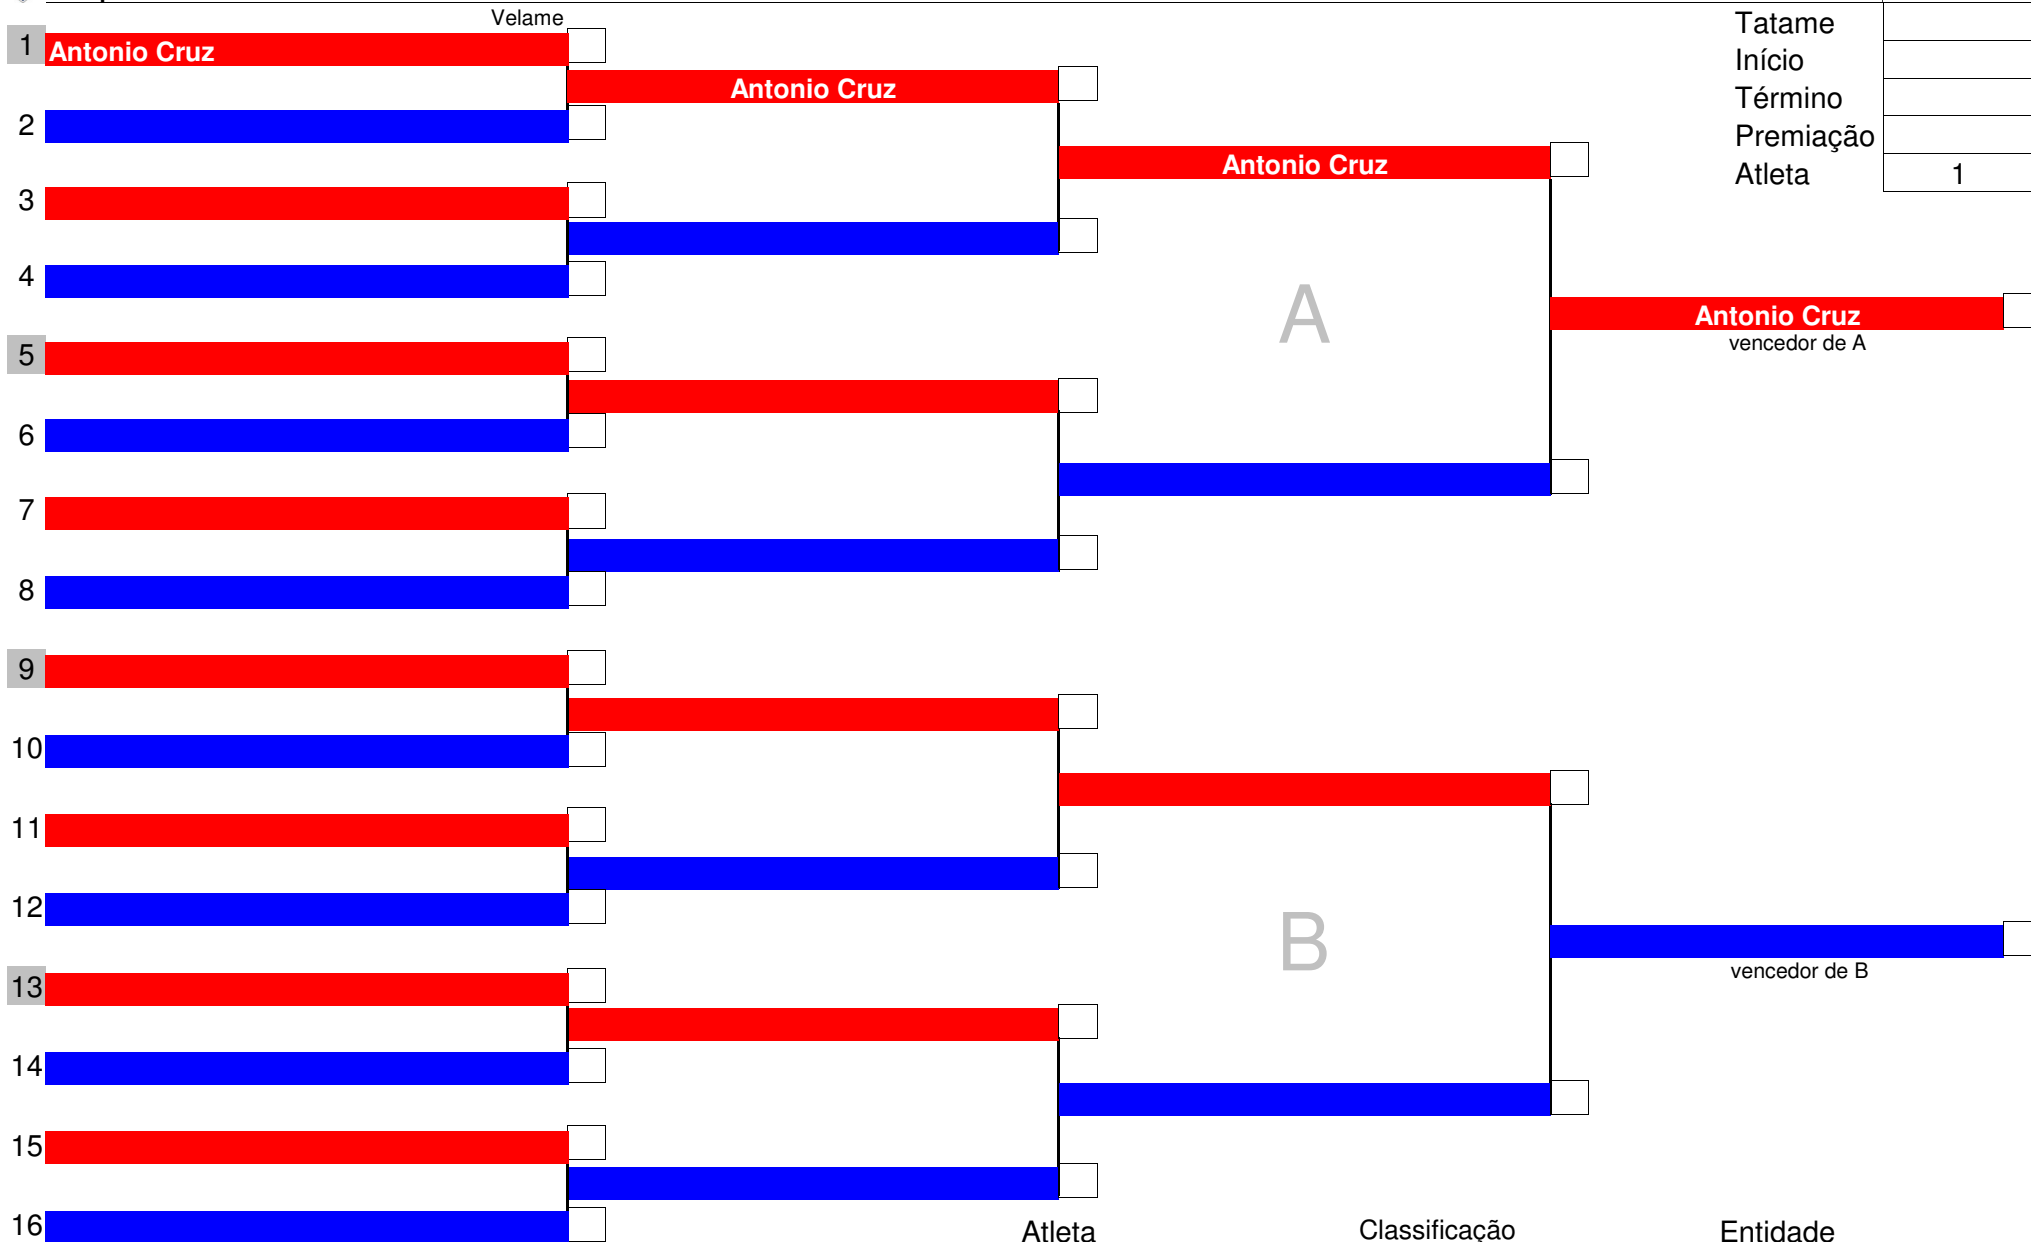 Velame
Tatame
1 Antonio Cruz
Antonio Cruz
Início
Término
2
Premiação
Antonio Cruz
Atleta 1
3
4
A
Antonio Cruz
vencedor de A
5
6
7
8
9
10
11
12
B
vencedor de B
13
14
15
16
Atleta Classificação Entidade